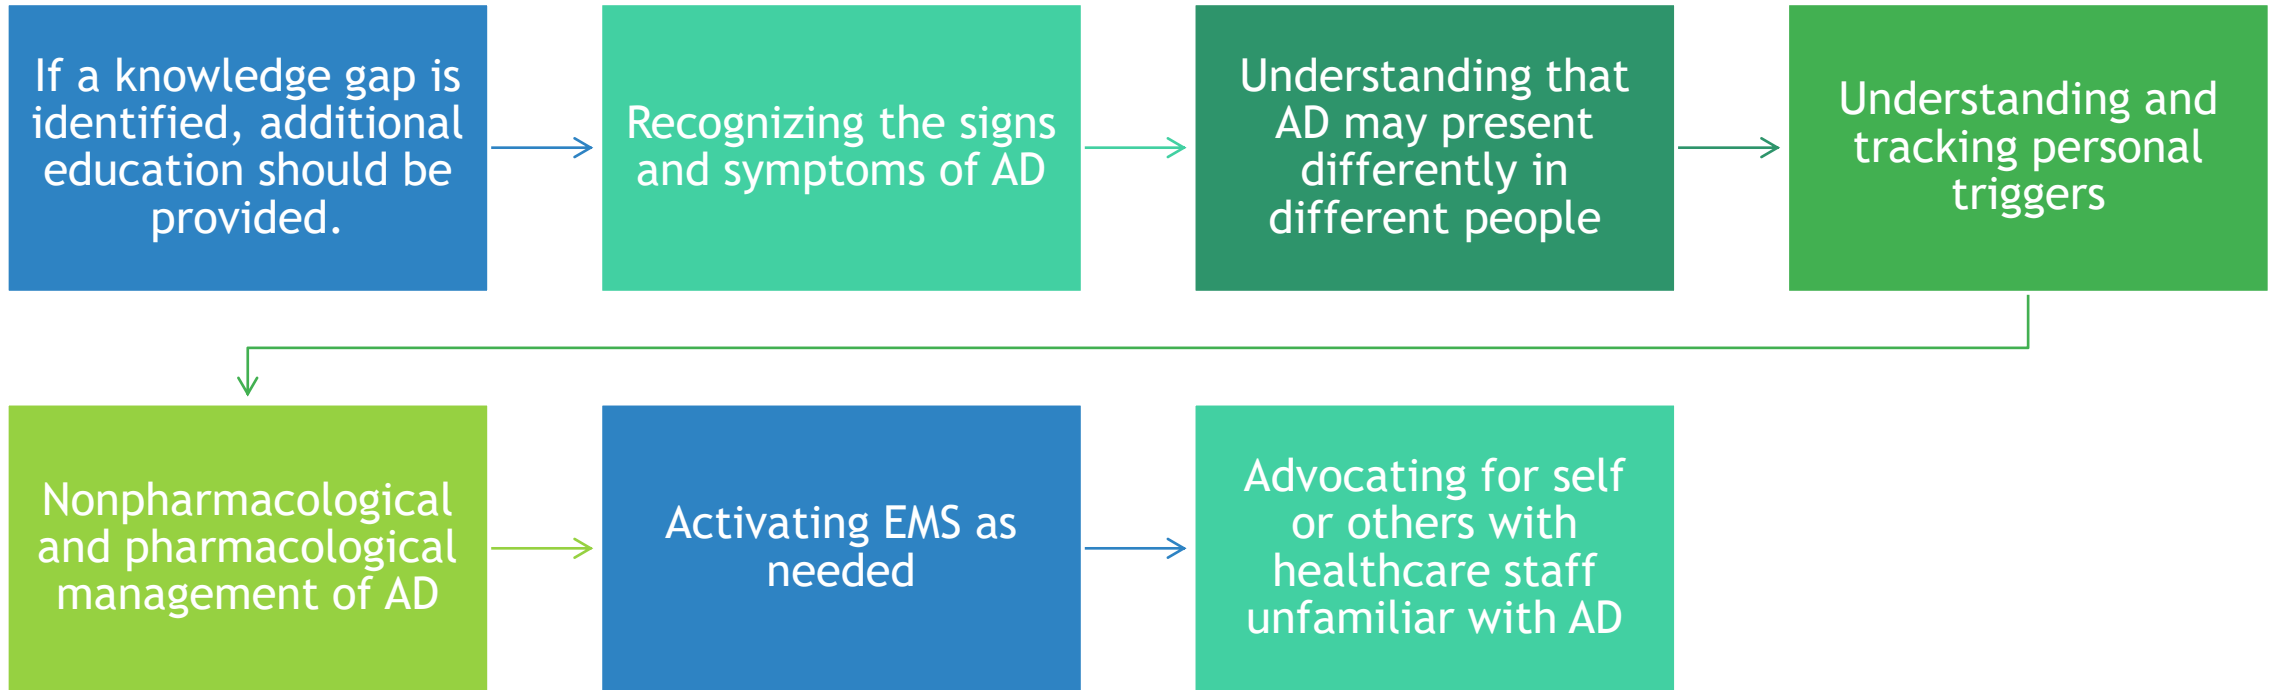 If a knowledge gap is
identified, additional
education should be
provided.
Recognizing the signs
and symptoms of AD
Understanding that
AD may present
differently in
different people
Understanding and
tracking personal
triggers
Nonpharmacological
and pharmacological
management of AD
Activating EMS as
needed
Advocating for self
or others with
healthcare staff
unfamiliar with AD